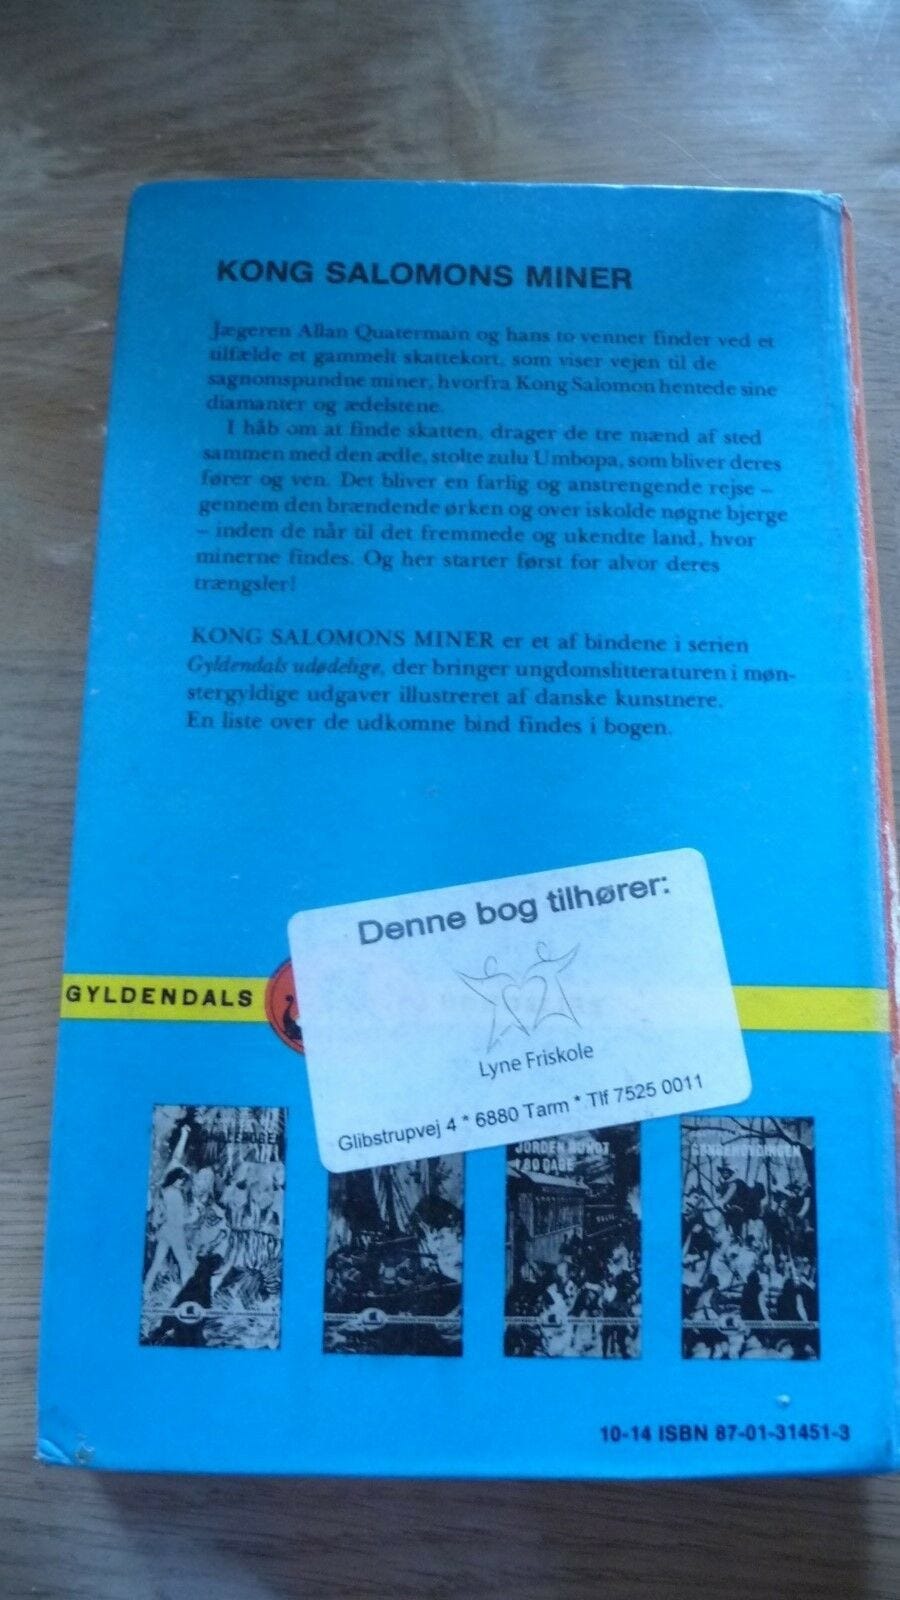 KONG SALOMONS MINER
Jægeren Allan Quatermain og hans to venner finder ved et
tilfælde et gammelt skattekort, som viser vejen til de
sagnomspundne miner, hvorfra Kong Salomon hentede sine
diamanter og ædelstene.
I håb om at finde skatten, drager de tre mænd af sted
sammen med den ædle, stolte zulu Umbopa, som bliver deres
fører og ven. Det bliver en farlig og anstrengende rejse –
gennem den brændende ørken og over iskolde nøgne bjerge
– inden de når til det fremmede og ukendte land, hvor
minerne findes. Og her starter først for alvor deres
trængsler!
KONG SALOMONS MINER er et af bindene i serien
Gyldendals udødelige, der bringer ungdomslitteraturen i møn-
stergyldige udgaver illustreret af danske kunstnere.
En liste over de udkomne bind findes i bogen.
Denne bog tilhører:
GYLDENDALS
Lyne Friskole
Glibstrupvej 4 * 6880 Tarm * Tlf 7525 0011
JUNGLEBOGEN
JORDEN RUNDT
I 80 DAGE
10-14 ISBN 87-01-31451-3